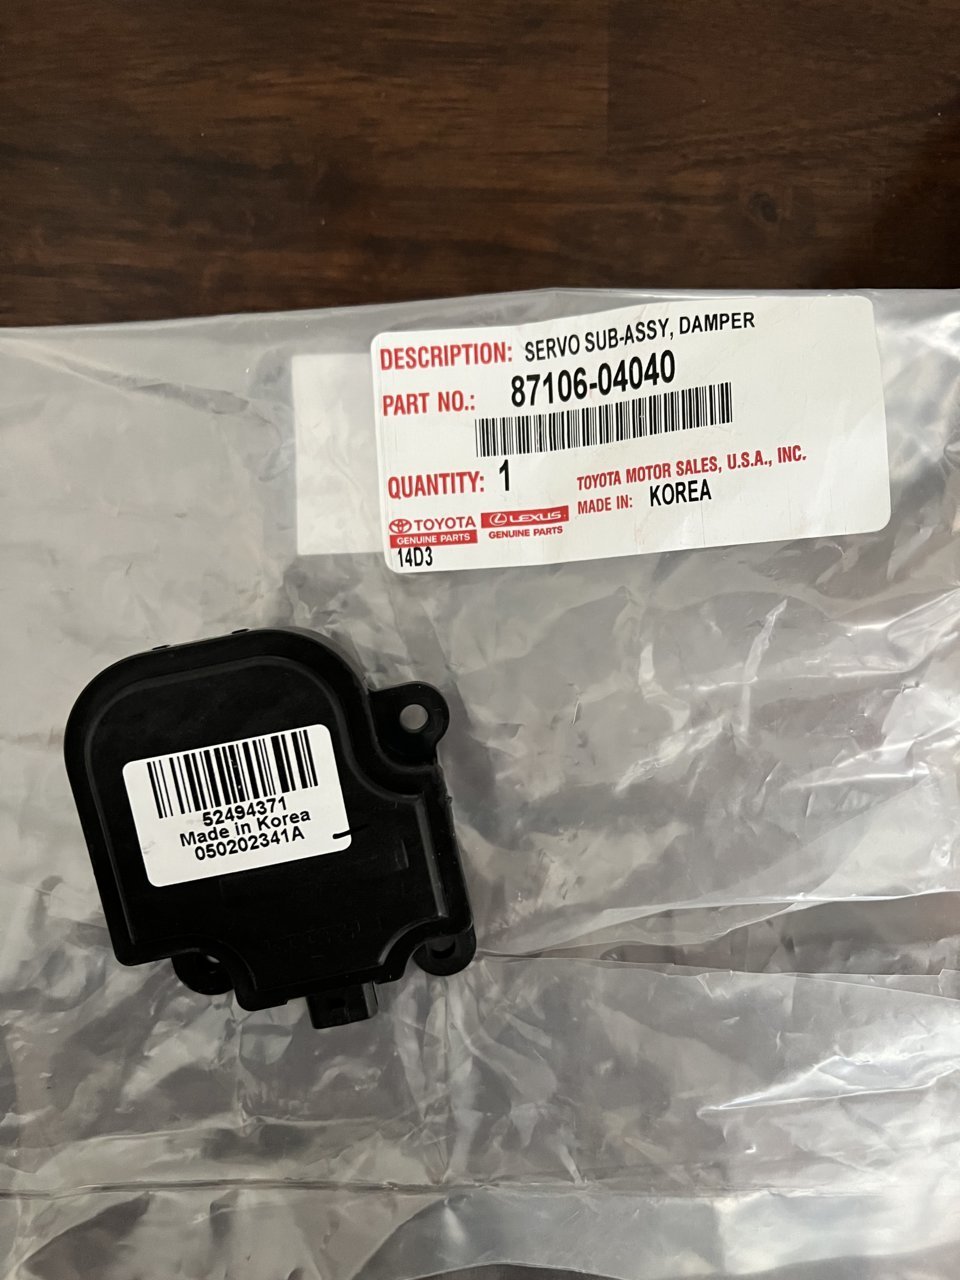 DESCRIPTION: SERVO SUB-ASSY, DAMPER
PART NO.: 87106-04040
QUANTITY: 1
TOYOTA MOTOR SALES, U.S.A., INC.
MADE IN: KOREA
TOYOTA
GENUINE PARTS
LEXUS
GENUINE PARTS
14D3
52494371
Made in Korea
050202341A